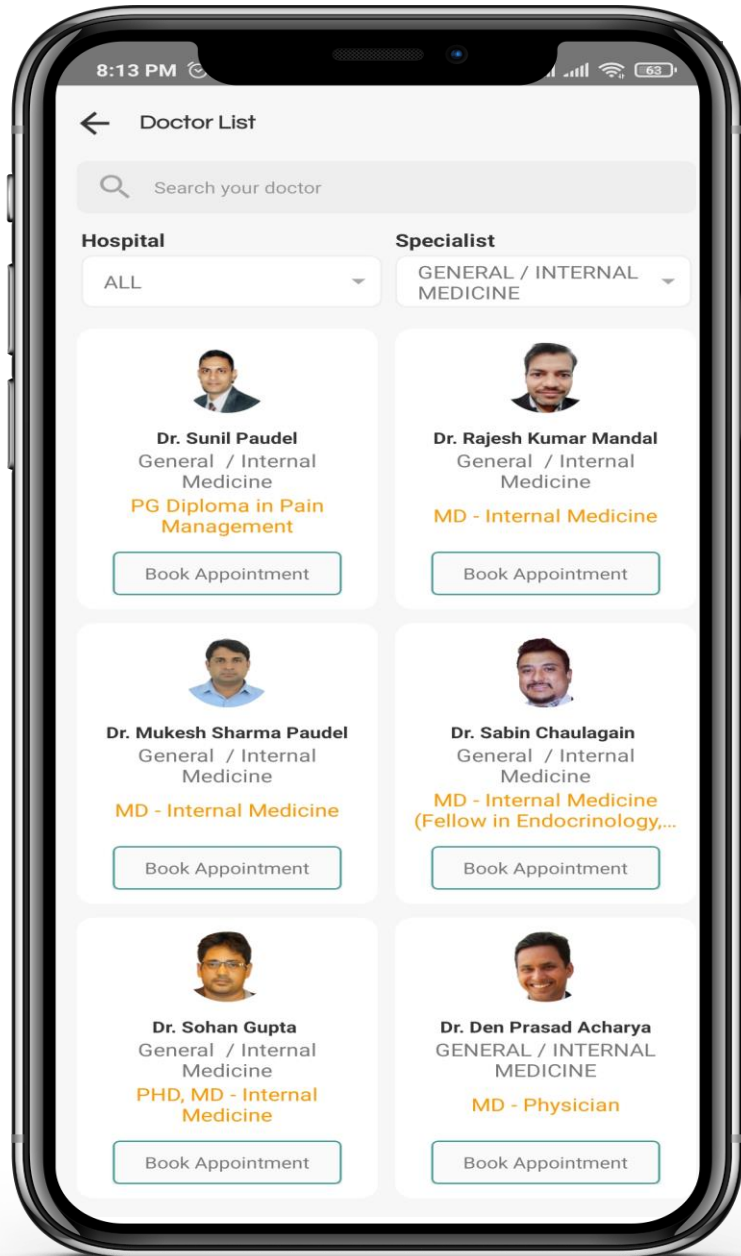 8:13 PM
63
Doctor List
Search your doctor
Hospital
Specialist
ALL
GENERAL / INTERNAL
MEDICINE
Dr. Sunil Paudel
General / Internal
Medicine
PG Diploma in Pain
Management
Book Appointment
Dr. Rajesh Kumar Mandal
General / Internal
Medicine
MD - Internal Medicine
Book Appointment
Dr. Mukesh Sharma Paudel
General / Internal
Medicine
MD - Internal Medicine
Book Appointment
Dr. Sabin Chaulagain
General / Internal
Medicine
MD - Internal Medicine
(Fellow in Endocrinology,...
Book Appointment
Dr. Sohan Gupta
General / Internal
Medicine
PHD, MD - Internal
Medicine
Book Appointment
Dr. Den Prasad Acharya
GENERAL / INTERNAL
MEDICINE
MD - Physician
Book Appointment